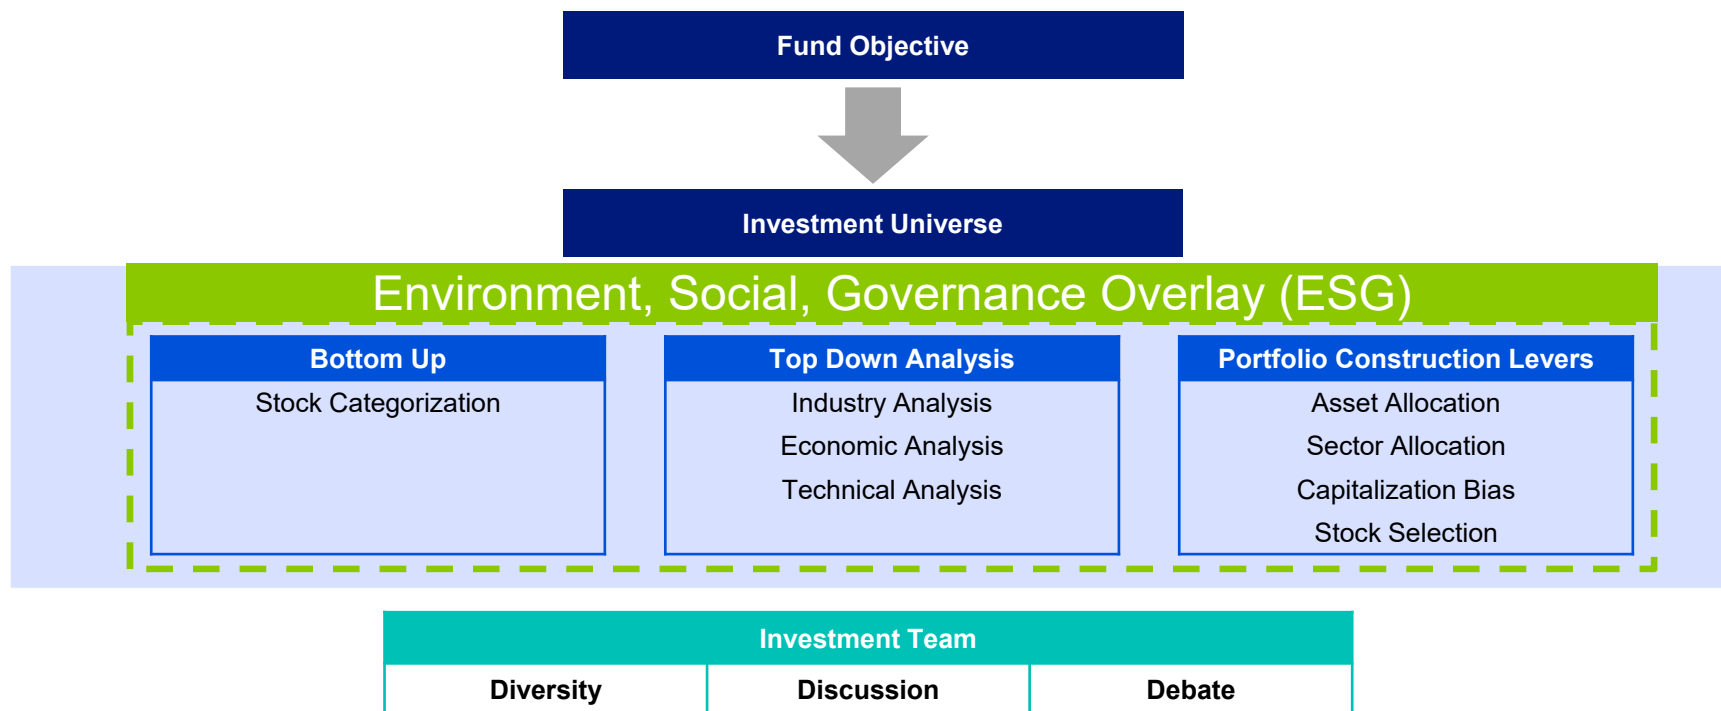 Fund Objective
Investment Universe
Environment, Social, Governance Overlay (ESG)
Bottom Up
Stock Categorization
Top Down Analysis
Industry Analysis
Economic Analysis
Technical Analysis
Portfolio Construction Levers
Asset Allocation
Sector Allocation
Capitalization Bias
Stock Selection
Investment Team
Diversity
Discussion
Debate